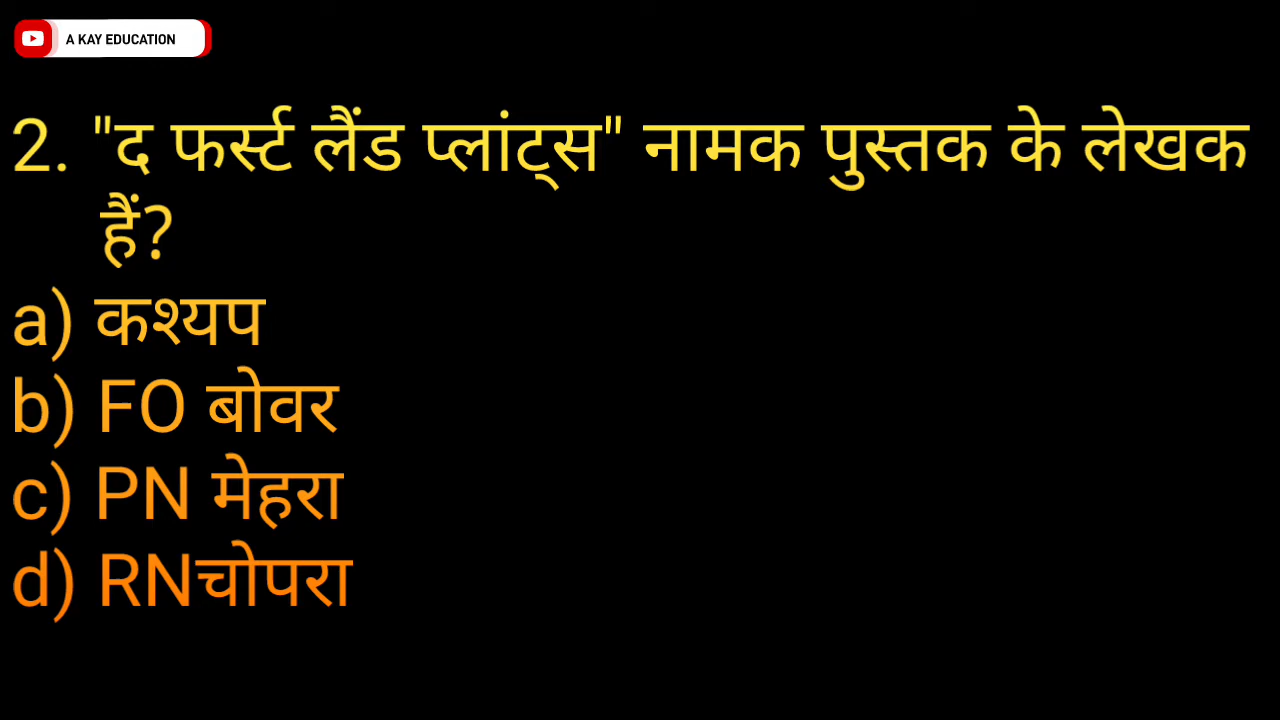 A KAY EDUCATION
2. "द फर्स्ट लैंड प्लांट्स" नामक पुस्तक के लेखक
हैं?
a) कश्यप
b) FO बोवर
c) PN मेहरा
d) RNचोपरा